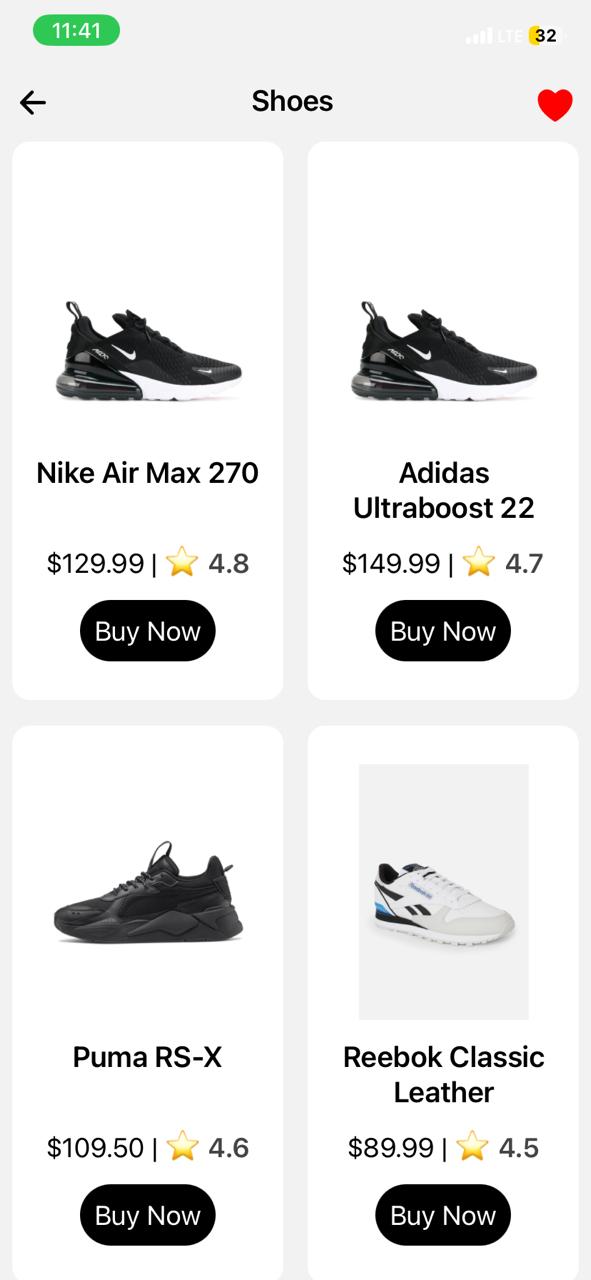 11:41
LTE 32
Shoes
Nike Air Max 270
$129.99 | ⭐ 4.8
Buy Now
Adidas
Ultraboost 22
$149.99 | ⭐ 4.7
Buy Now
Puma RS-X
$109.50 | ⭐ 4.6
Buy Now
Reebok Classic
Leather
$89.99 | ⭐ 4.5
Buy Now